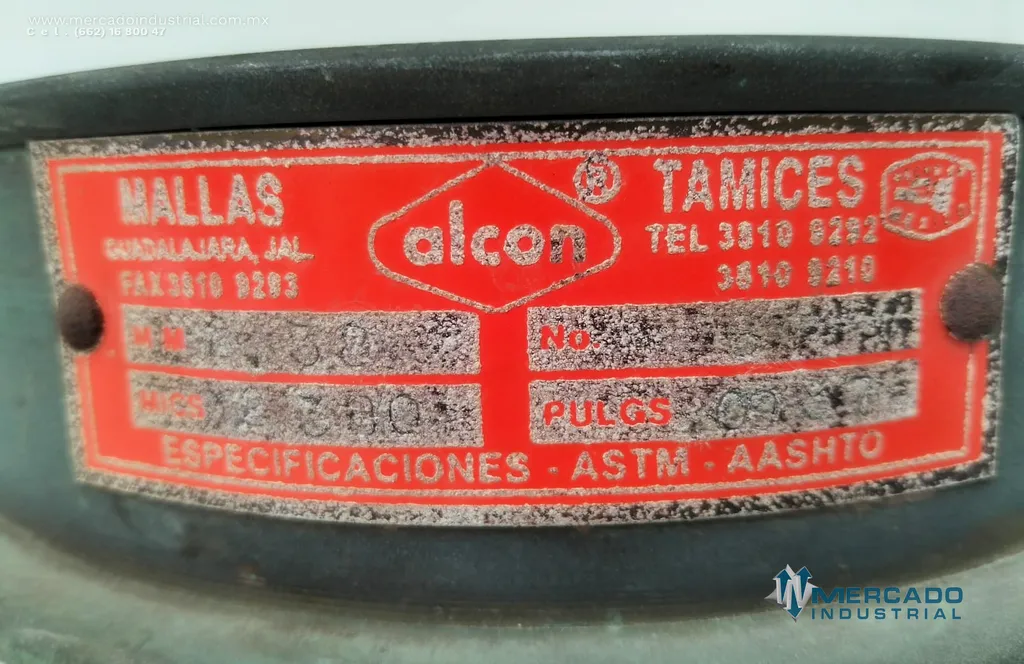 www.mercadoindustrial.com.mx
Cel. (662) 16 800 47
MALLAS
GUADALAJARA, JAL.
FAX 3810 9293
alcon
®
TAMICES
TEL 3810 9292
3810 9210
M M
No.
MICS
PULGS
ESPECIFICACIONES - ASTM - AASHTO
MERCADO
INDUSTRIAL